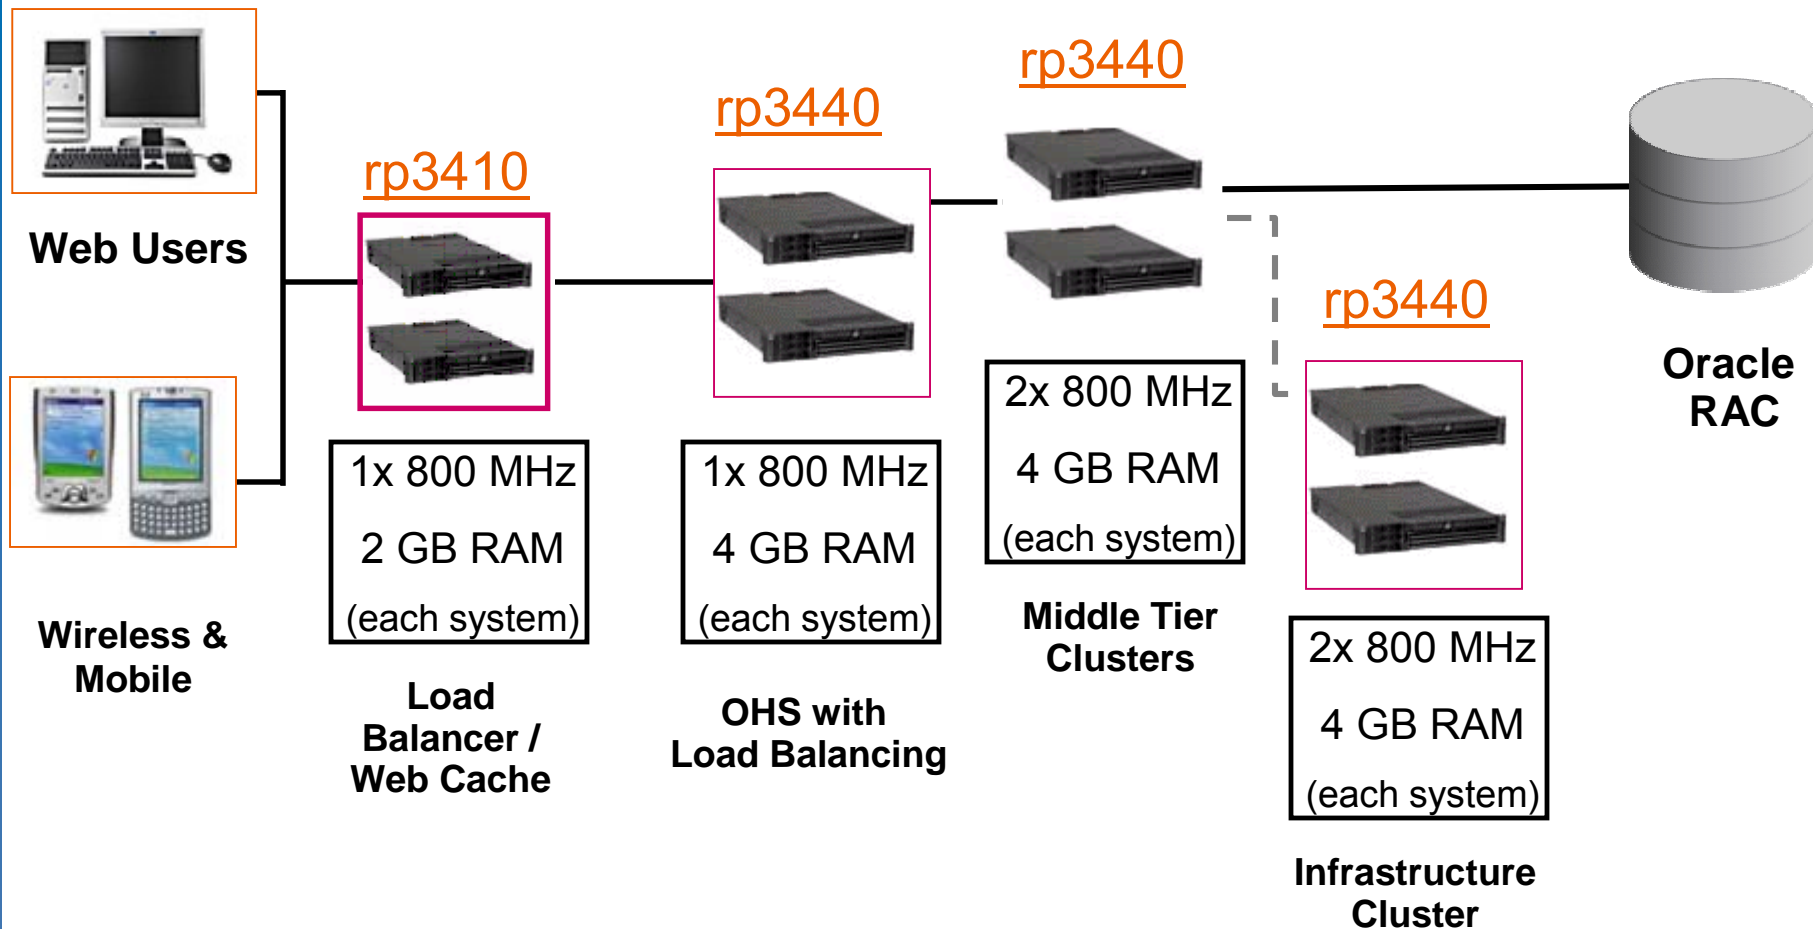 Web Users
Wireless &
Mobile
rp3410
1x 800 MHz
2 GB RAM
(each system)
Load
Balancer /
Web Cache
rp3440
1x 800 MHz
4 GB RAM
(each system)
OHS with
Load Balancing
rp3440
2x 800 MHz
4 GB RAM
(each system)
Middle Tier
Clusters
rp3440
2x 800 MHz
4 GB RAM
(each system)
Infrastructure
Cluster
Oracle
RAC